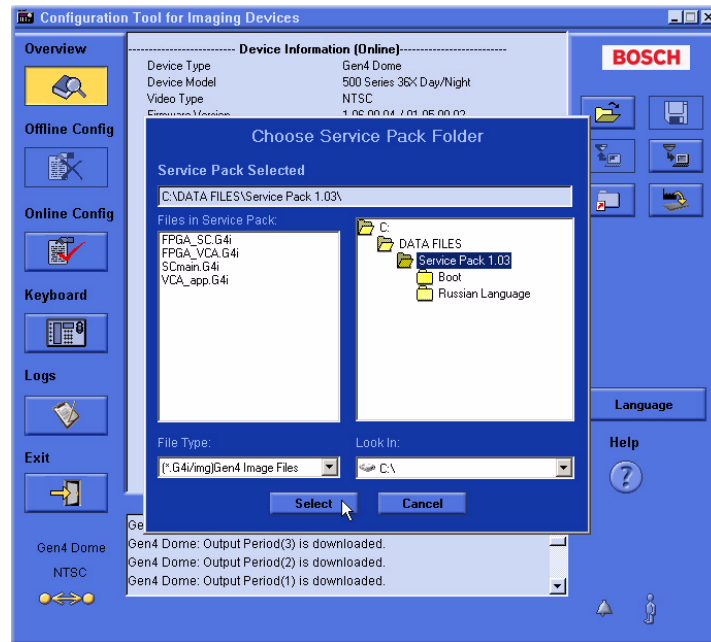 Configuration Tool for Imaging Devices
Overview
Offline Config
Online Config
Keyboard
Logs
Exit
Gen4 Dome
NTSC
Device Information (Online)
Device Type Gen4 Dome
Device Model 500 Series 36X Day/Night
Video Type NTSC
Choose Service Pack Folder
Service Pack Selected
C:\DATA FILES\Service Pack 1.03\
Files in Service Pack:
FPGA_SC.G4i
FPGA_VCA.G4i
SCmain.G4i
VCA_app.G4i
C:
DATA FILES
Service Pack 1.03
Boot
Russian Language
File Type:
(*.G4i/img)Gen4 Image Files
Look In:
C:\
Select
Cancel
Gen4 Dome: Output Period(3) is downloaded.
Gen4 Dome: Output Period(2) is downloaded.
Gen4 Dome: Output Period(1) is downloaded.
BOSCH
Language
Help
?